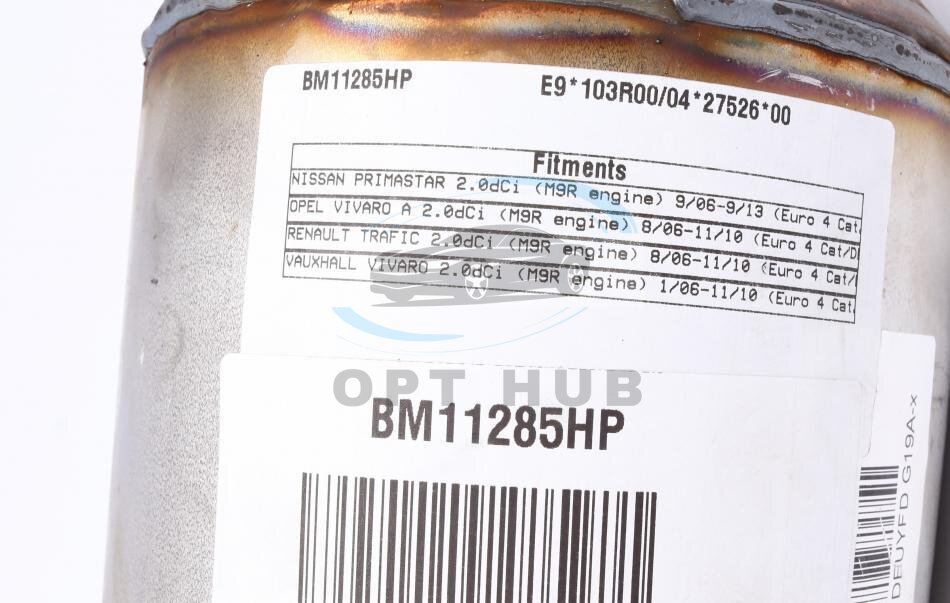 BM11285HP E9*103R00/04*27526*00
Fitments
NISSAN PRIMASTAR 2.0dCi (M9R engine) 9/06-9/13 (Euro 4 Cat
OPEL VIVARO A 2.0dCi (M9R engine) 8/06-11/10 (Euro 4 Cat/D
RENAULT TRAFIC 2.0dCi (M9R engine) 8/06-11/10 (Euro 4 Cat/
VAUXHALL VIVARO 2.0dCi (M9R engine) 1/06-11/10 (Euro 4 Cat
OPT HUB
BM11285HP
DEUYFD G19A-x